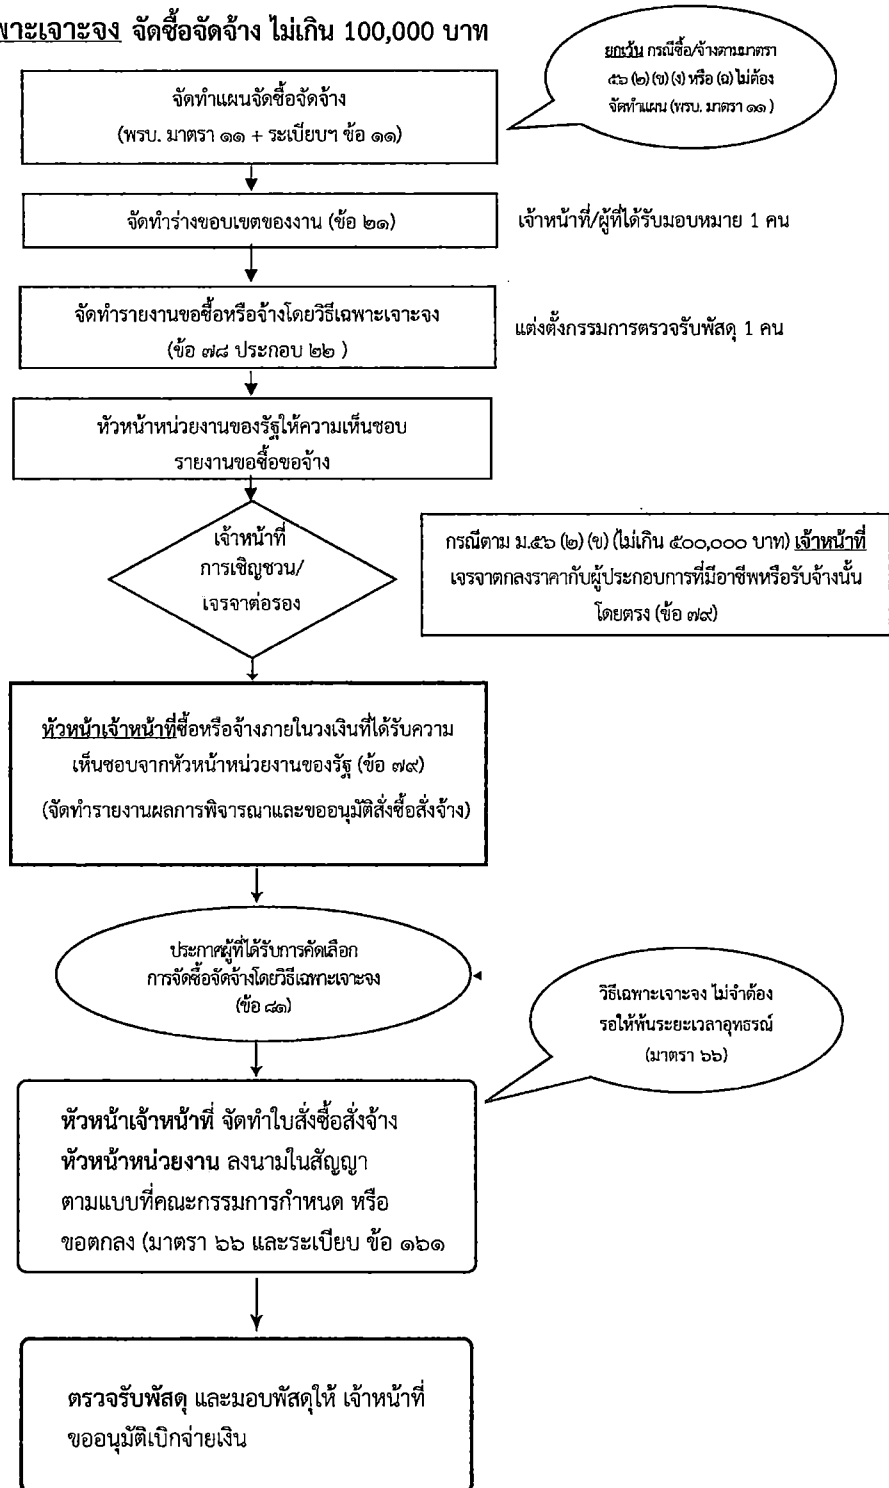 พาะเจาะจง จัดซื้อจัดจ้าง ไม่เกิน 100,000 บาท
ยกเว้น กรณีซื้อ/จ้างตามมาตรา
๕๖ (๒) (ข) (ง) หรือ (ฉ) ไม่ต้อง
จัดทำแผน (พรบ. มาตรา ๑๑ )
จัดทำแผนจัดซื้อจัดจ้าง
(พรบ. มาตรา ๑๑ + ระเบียบฯ ข้อ ๑๑)
จัดทำร่างขอบเขตของงาน (ข้อ ๒๑)
เจ้าหน้าที่/ผู้ที่ได้รับมอบหมาย 1 คน
จัดทำรายงานขอซื้อหรือจ้างโดยวิธีเฉพาะเจาะจง
(ข้อ ๗๘ ประกอบ ๒๒ )
แต่งตั้งกรรมการตรวจรับพัสดุ 1 คน
หัวหน้าหน่วยงานของรัฐให้ความเห็นชอบ
รายงานขอซื้อขอจ้าง
เจ้าหน้าที่
การเชิญชวน/
เจรจาต่อรอง
กรณีตาม ม.๕๖ (๒) (ข) (ไม่เกิน ๕๐๐,๐๐๐ บาท) เจ้าหน้าที่
เจรจาตกลงราคากับผู้ประกอบการที่มีอาชีพหรือรับจ้างนั้น
โดยตรง (ข้อ ๗๙)
หัวหน้าเจ้าหน้าที่ซื้อหรือจ้างภายในวงเงินที่ได้รับความ
เห็นชอบจากหัวหน้าหน่วยงานของรัฐ (ข้อ ๗๙)
(จัดทำรายงานผลการพิจารณาและขออนุมัติสั่งซื้อสั่งจ้าง)
ประกาศผู้ที่ได้รับการคัดเลือก
การจัดซื้อจัดจ้างโดยวิธีเฉพาะเจาะจง
(ข้อ ๘๑)
วิธีเฉพาะเจาะจง ไม่จำต้อง
รอให้พ้นระยะเวลาอุทธรณ์
(มาตรา ๖๖)
หัวหน้าเจ้าหน้าที่ จัดทำใบสั่งซื้อสั่งจ้าง
หัวหน้าหน่วยงาน ลงนามในสัญญา
ตามแบบที่คณะกรรมการกำหนด หรือ
ขอตกลง (มาตรา ๖๖ และระเบียบ ข้อ ๑๖๑
ตรวจรับพัสดุ และมอบพัสดุให้ เจ้าหน้าที่
ขออนุมัติเบิกจ่ายเงิน